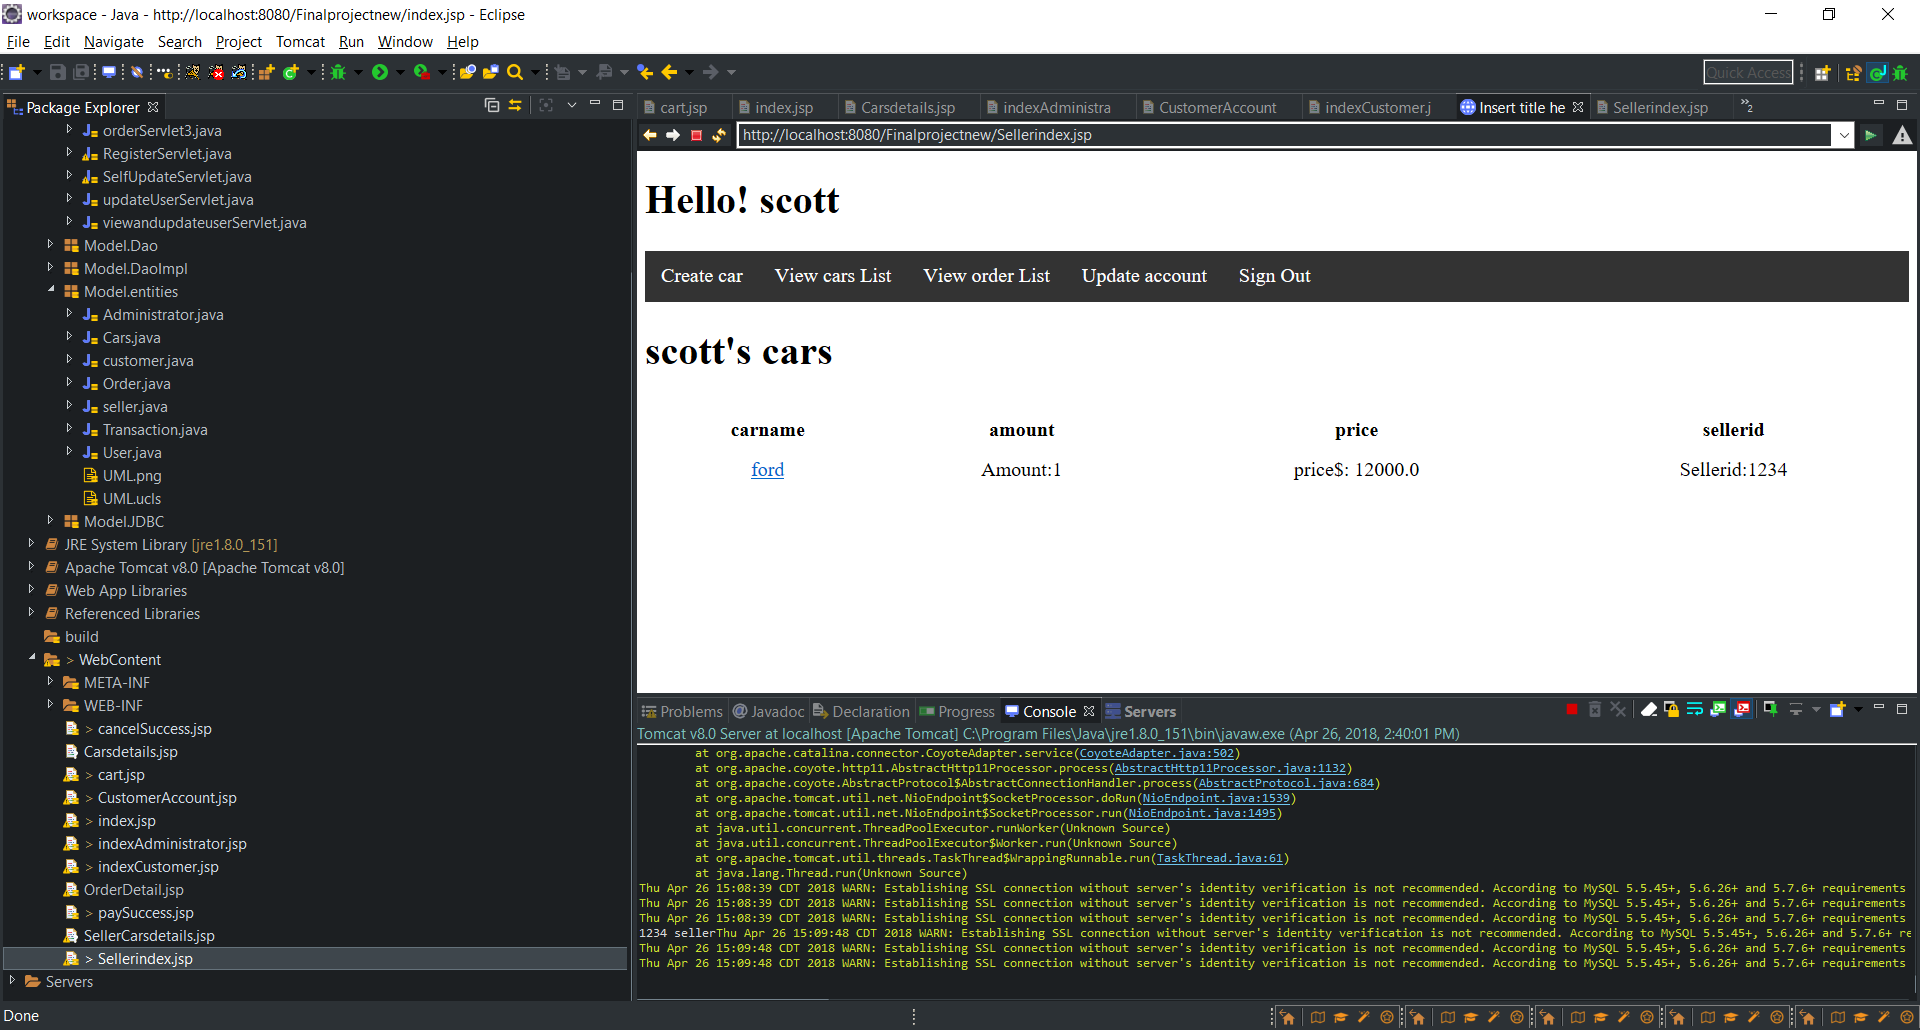 workspace - Java - http://localhost:8080/Finalprojectnew/index.jsp - Eclipse
File Edit Navigate Search Project Tomcat Run Window Help
Quick Access
Package Explorer
orderServlet3.java
RegisterServlet.java
SelfUpdateServlet.java
updateUserServlet.java
viewandupdateuserServlet.java
Model.Dao
Model.DaoImpl
Model.entities
Administrator.java
Cars.java
customer.java
Order.java
seller.java
Transaction.java
User.java
UML.png
UML.ucls
Model.JDBC
JRE System Library [jre1.8.0_151]
Apache Tomcat v8.0 [Apache Tomcat v8.0]
Web App Libraries
Referenced Libraries
build
> WebContent
META-INF
WEB-INF
> cancelSuccess.jsp
Carsdetails.jsp
> cart.jsp
> CustomerAccount.jsp
> index.jsp
> indexAdministrator.jsp
> indexCustomer.jsp
OrderDetail.jsp
> paySuccess.jsp
SellerCarsdetails.jsp
> Sellerindex.jsp
Servers
cart.jsp index.jsp Carsdetails.jsp indexAdministra CustomerAccount indexCustomer.j Insert title he Sellerindex.jsp »2
http://localhost:8080/Finalprojectnew/Sellerindex.jsp
Hello! scott
Create car View cars List View order List Update account Sign Out
scott's cars
carname amount price sellerid
ford Amount:1 price$: 12000.0 Sellerid:1234
Problems @ Javadoc Declaration Progress Console Servers
Tomcat v8.0 Server at localhost [Apache Tomcat] C:\Program Files\Java\jre1.8.0_151\bin\javaw.exe (Apr 26, 2018, 2:40:01 PM)
at org.apache.catalina.connector.CoyoteAdapter.service(CoyoteAdapter.java:502)
at org.apache.coyote.http11.AbstractHttp11Processor.process(AbstractHttp11Processor.java:1132)
at org.apache.coyote.AbstractProtocol$AbstractConnectionHandler.process(AbstractProtocol.java:684)
at org.apache.tomcat.util.net.NioEndpoint$SocketProcessor.doRun(NioEndpoint.java:1539)
at org.apache.tomcat.util.net.NioEndpoint$SocketProcessor.run(NioEndpoint.java:1495)
at java.util.concurrent.ThreadPoolExecutor.runWorker(Unknown Source)
at java.util.concurrent.ThreadPoolExecutor$Worker.run(Unknown Source)
at org.apache.tomcat.util.threads.TaskThread$WrappingRunnable.run(TaskThread.java:61)
at java.lang.Thread.run(Unknown Source)
Thu Apr 26 15:08:39 CDT 2018 WARN: Establishing SSL connection without server's identity verification is not recommended. According to MySQL 5.5.45+, 5.6.26+ and 5.7.6+ requirements
Thu Apr 26 15:08:39 CDT 2018 WARN: Establishing SSL connection without server's identity verification is not recommended. According to MySQL 5.5.45+, 5.6.26+ and 5.7.6+ requirements
Thu Apr 26 15:08:39 CDT 2018 WARN: Establishing SSL connection without server's identity verification is not recommended. According to MySQL 5.5.45+, 5.6.26+ and 5.7.6+ requirements
1234 sellerThu Apr 26 15:09:48 CDT 2018 WARN: Establishing SSL connection without server's identity verification is not recommended. According to MySQL 5.5.45+, 5.6.26+ and 5.7.6+ re
Thu Apr 26 15:09:48 CDT 2018 WARN: Establishing SSL connection without server's identity verification is not recommended. According to MySQL 5.5.45+, 5.6.26+ and 5.7.6+ requirements
Thu Apr 26 15:09:48 CDT 2018 WARN: Establishing SSL connection without server's identity verification is not recommended. According to MySQL 5.5.45+, 5.6.26+ and 5.7.6+ requirements
Done